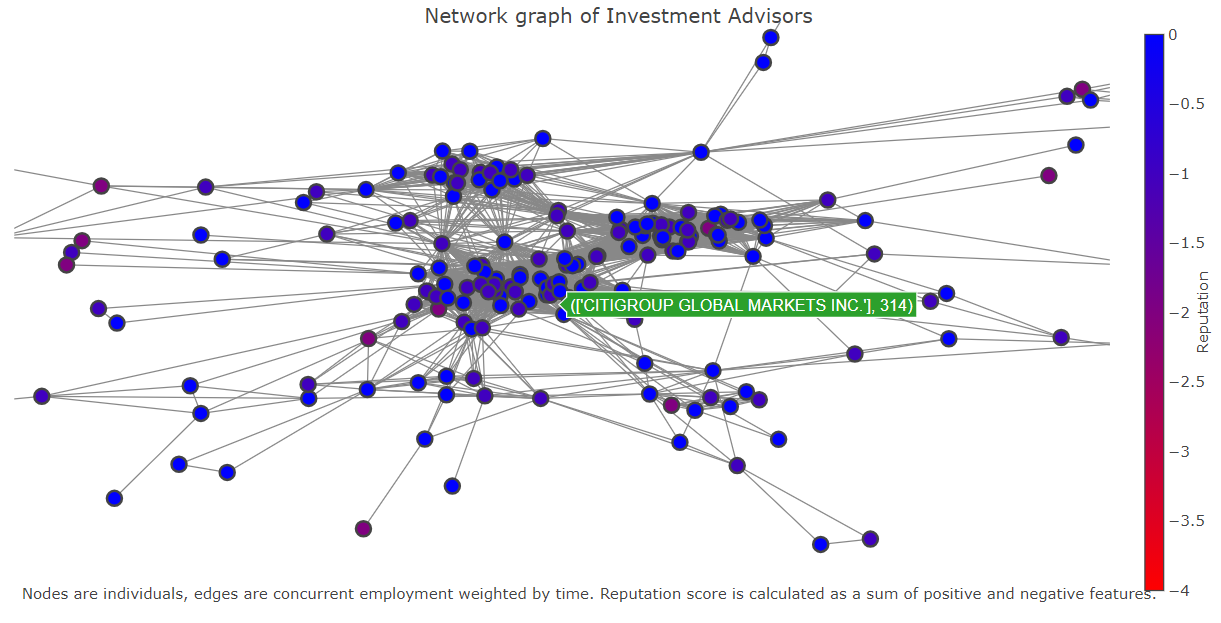 Network graph of Investment Advisors
0
−0.5
−1
−1.5
−2
−2.5
−3
−3.5
−4
Reputation
(['CITIGROUP GLOBAL MARKETS INC.'], 314)
Nodes are individuals, edges are concurrent employment weighted by time. Reputation score is calculated as a sum of positive and negative features.